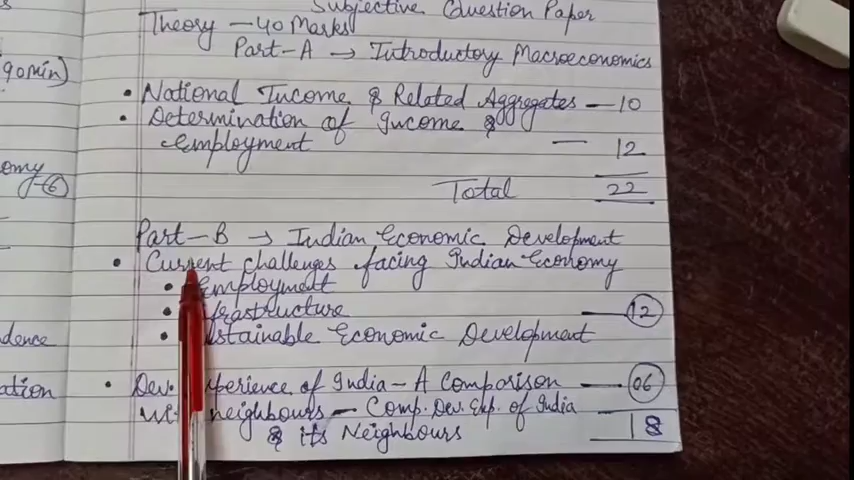 Subjective Question Paper
Theory - 40 Marks
Part-A → Introductory Macroeconomics
90min)
• National Income & Related Aggregates - 10
• Determination of Income &
Employment - 12
omy -(6)
Total 22
Part-B → Indian Economic Development
• Current challenges facing Indian Economy
• Employment
• frastructure - 12
• stainable Economic Development
dence
• Dev. perience of India - A Comparison - 06
ation
neighbours - Comp. Dev. Exp. of India
& its Neighbours
18